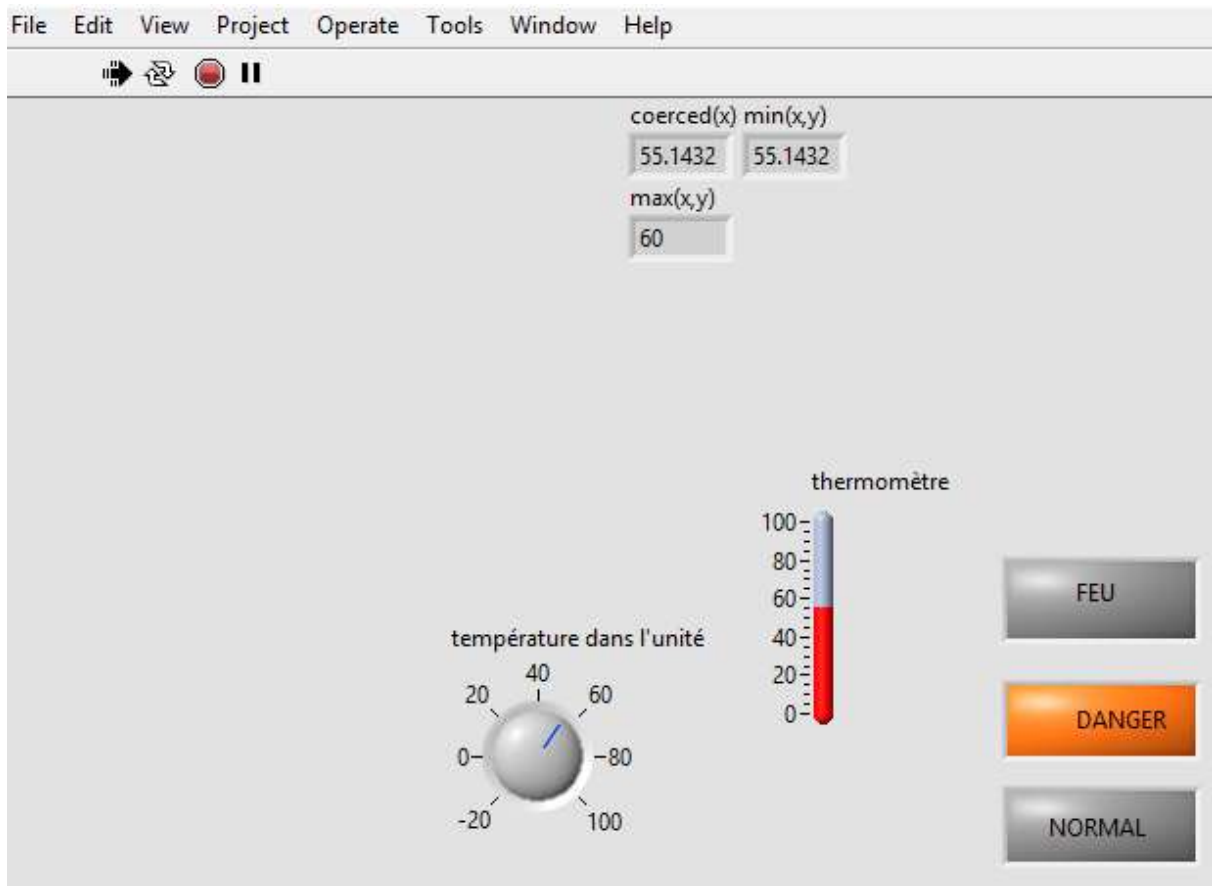 File Edit View Project Operate Tools Window Help
coerced(x) min(x,y)
55.1432 55.1432
max(x,y)
60
thermomètre
100
80
60
40
20
0
FEU
température dans l'unité
40
20 60
0 80
-20 100
DANGER
NORMAL